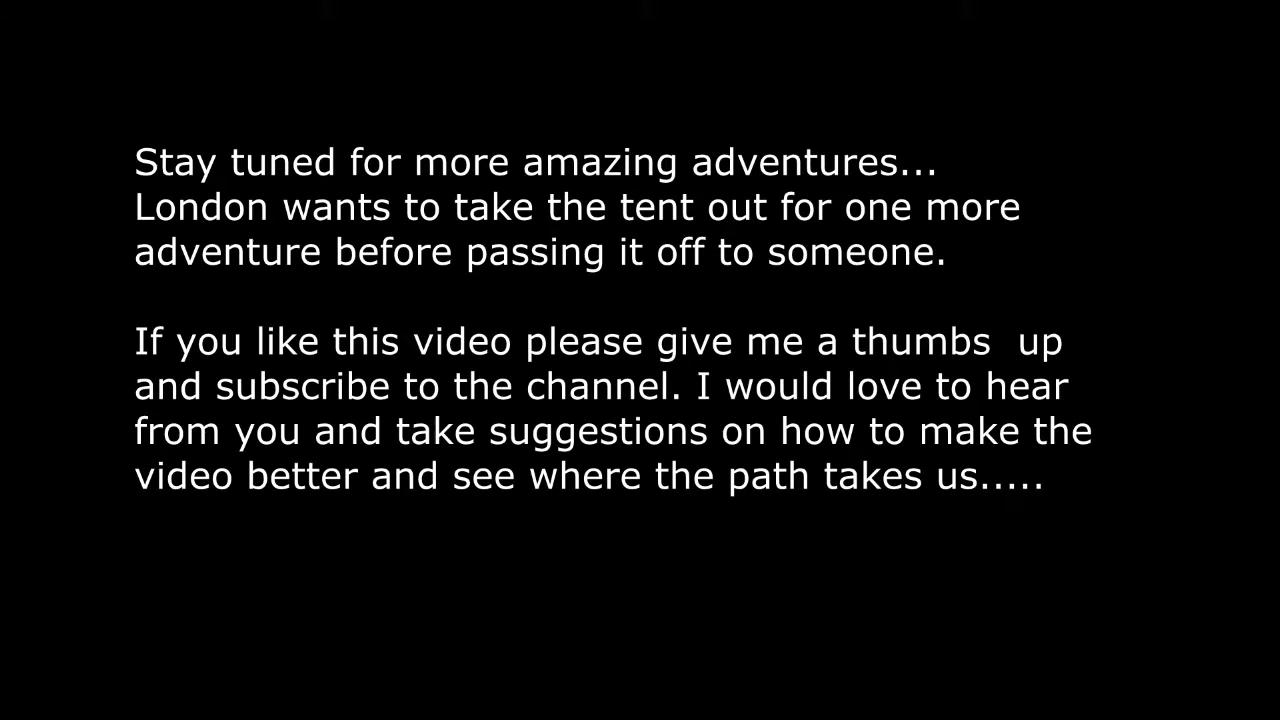 Stay tuned for more amazing adventures...
London wants to take the tent out for one more
adventure before passing it off to someone.
If you like this video please give me a thumbs  up
and subscribe to the channel. I would love to hear
from you and take suggestions on how to make the
video better and see where the path takes us.....